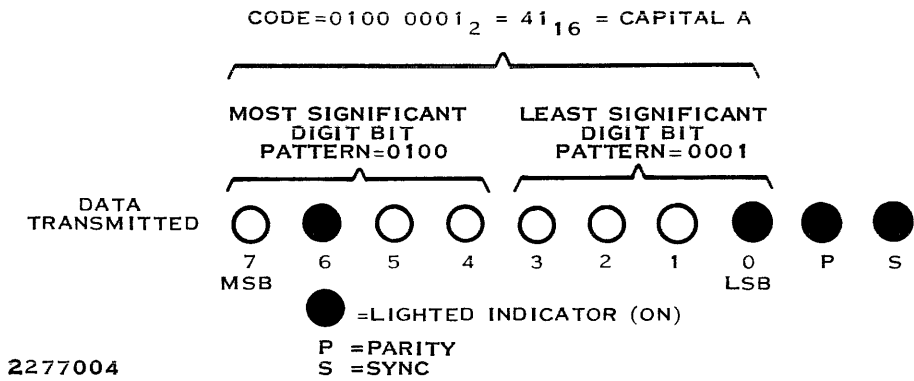 CODE=0100 0001₂ = 41₁₆ = CAPITAL A
MOST SIGNIFICANT
DIGIT BIT
PATTERN=0100
LEAST SIGNIFICANT
DIGIT BIT
PATTERN=0001
DATA
TRANSMITTED
7 6 5 4 3 2 1 0 P S
MSB LSB
=LIGHTED INDICATOR (ON)
P =PARITY
S =SYNC
2277004